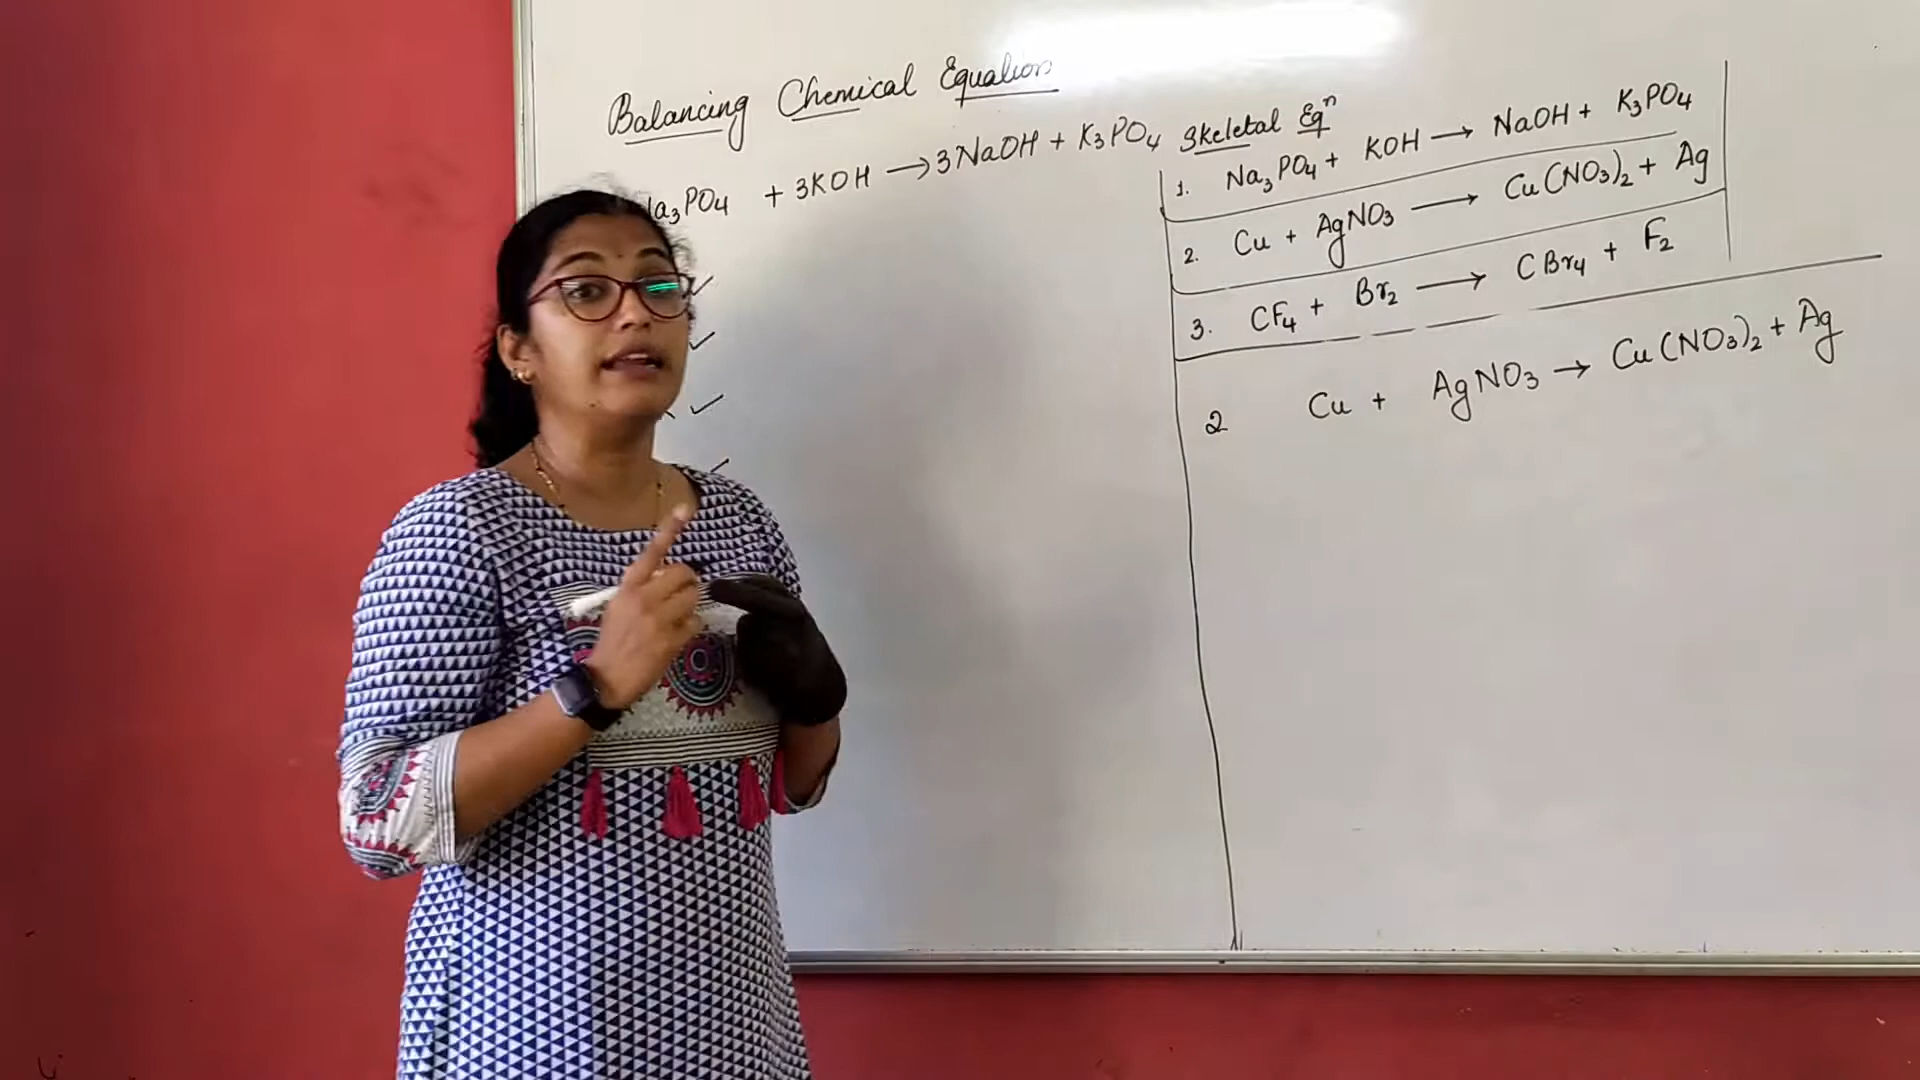 Balancing Chemical Equation
a₃PO₄ + 3KOH → 3NaOH + K₃PO₄
Skeletal Eqⁿ
1. Na₃PO₄ + KOH → NaOH + K₃PO₄
2. Cu + AgNO₃ → Cu(NO₃)₂ + Ag
3. CF₄ + Br₂ → CBr₄ + F₂
2 Cu + AgNO₃ → Cu(NO₃)₂ + Ag